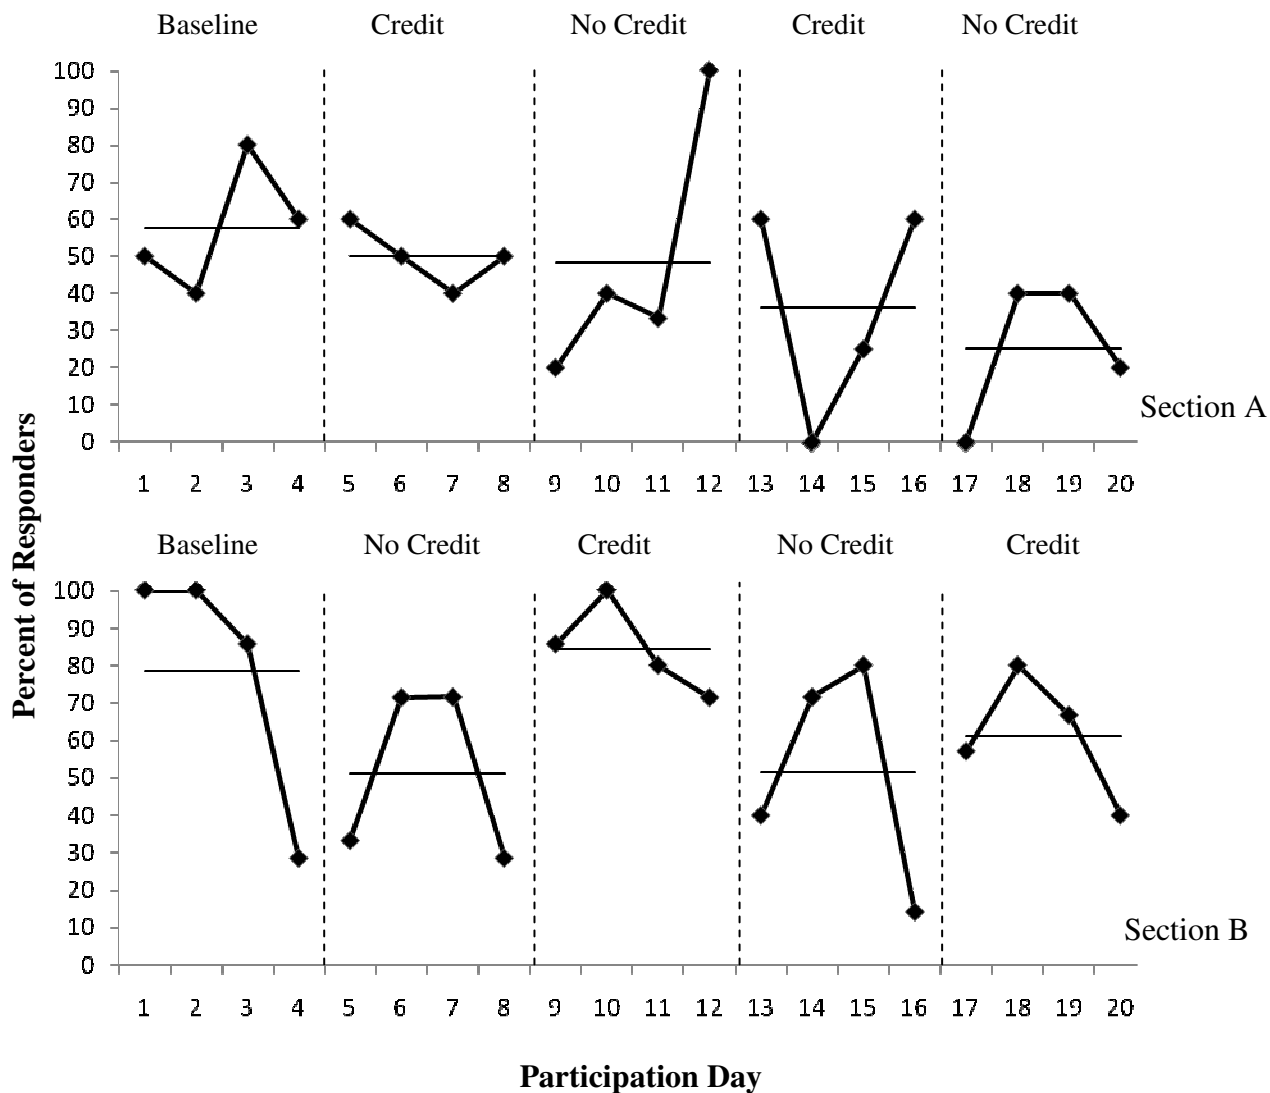 Baseline Credit No Credit Credit No Credit
100
90
80
70
60
50
40
30
20
10
0
Section A
1 2 3 4 5 6 7 8 9 10 11 12 13 14 15 16 17 18 19 20
Percent of Responders
Baseline No Credit Credit No Credit Credit
100
90
80
70
60
50
40
30
20
10
0
Section B
1 2 3 4 5 6 7 8 9 10 11 12 13 14 15 16 17 18 19 20
Participation Day